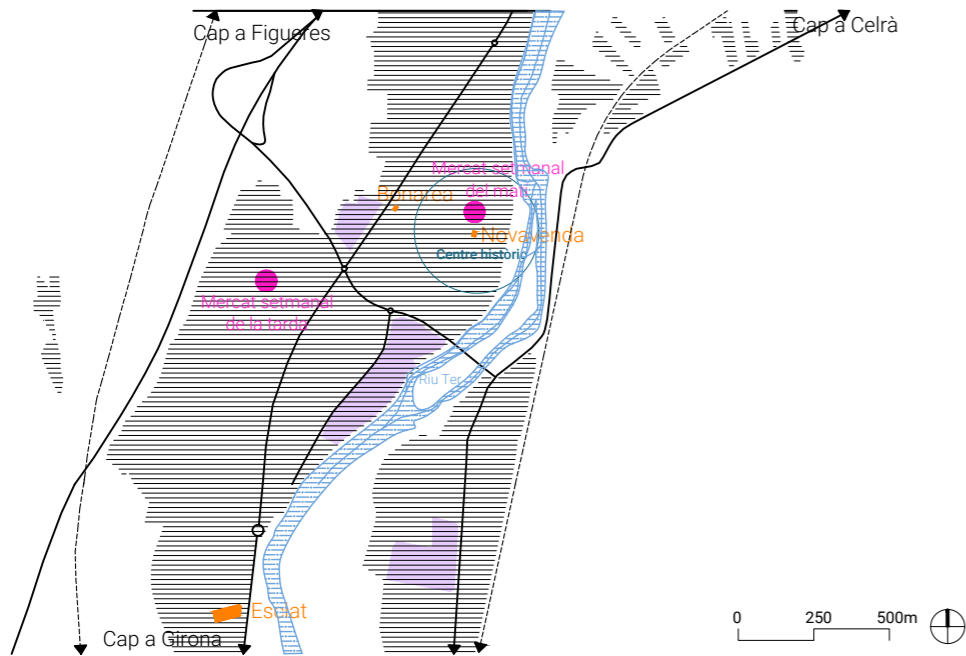 Cap a Figueres
Cap a Celrà
Mercat setmanal
del matí
Bonarea
Novavenda
Centre històric
Mercat setmanal
de la tarda
Riu Ter
Esclat
Cap a Girona
0 250 500m